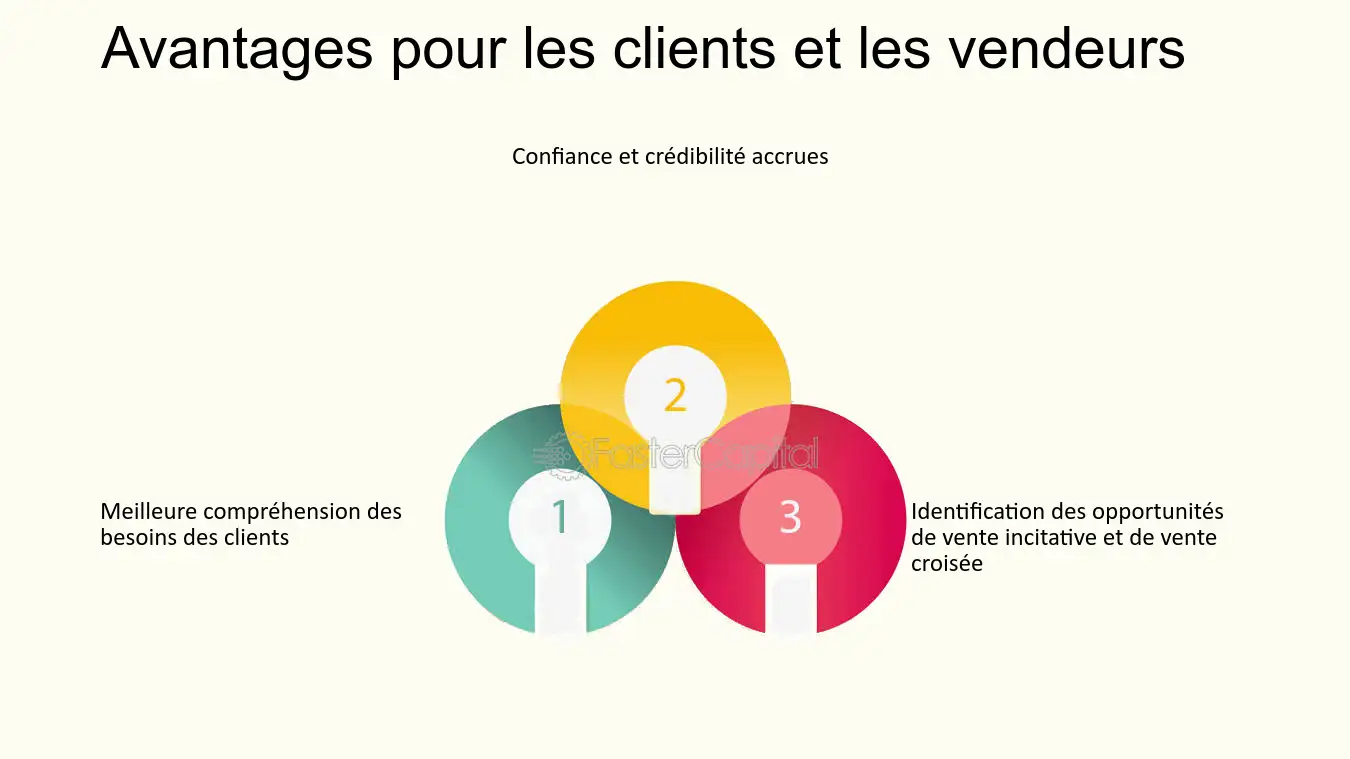 Avantages pour les clients et les vendeurs
Confiance et crédibilité accrues
2
FasterCapital
1
Meilleure compréhension des
besoins des clients
3
Identification des opportunités
de vente incitative et de vente
croisée